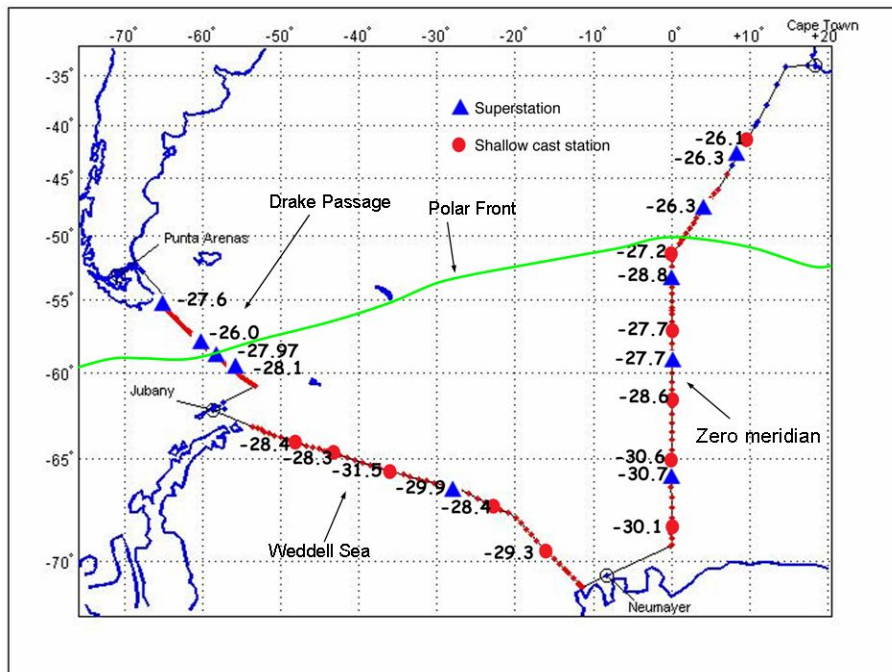 Cape Town
-70° -60° -50° -40° -30° -20° -10° 0° +10° +20
-35°
-40°
-45°
-50°
-55°
-60°
-65°
-70°
Superstation
Shallow cast station
-26.1
-26.3
-26.3
Drake Passage
Polar Front
Punta Arenas
-27.2
-28.8
-27.6
-26.0
-27.97
-28.1
-27.7
-27.7
Jubany
-28.6
Zero meridian
-28.4
-28.3
-31.5
-29.9
-28.4
-29.3
-30.6
-30.7
-30.1
Weddell Sea
Neumayer